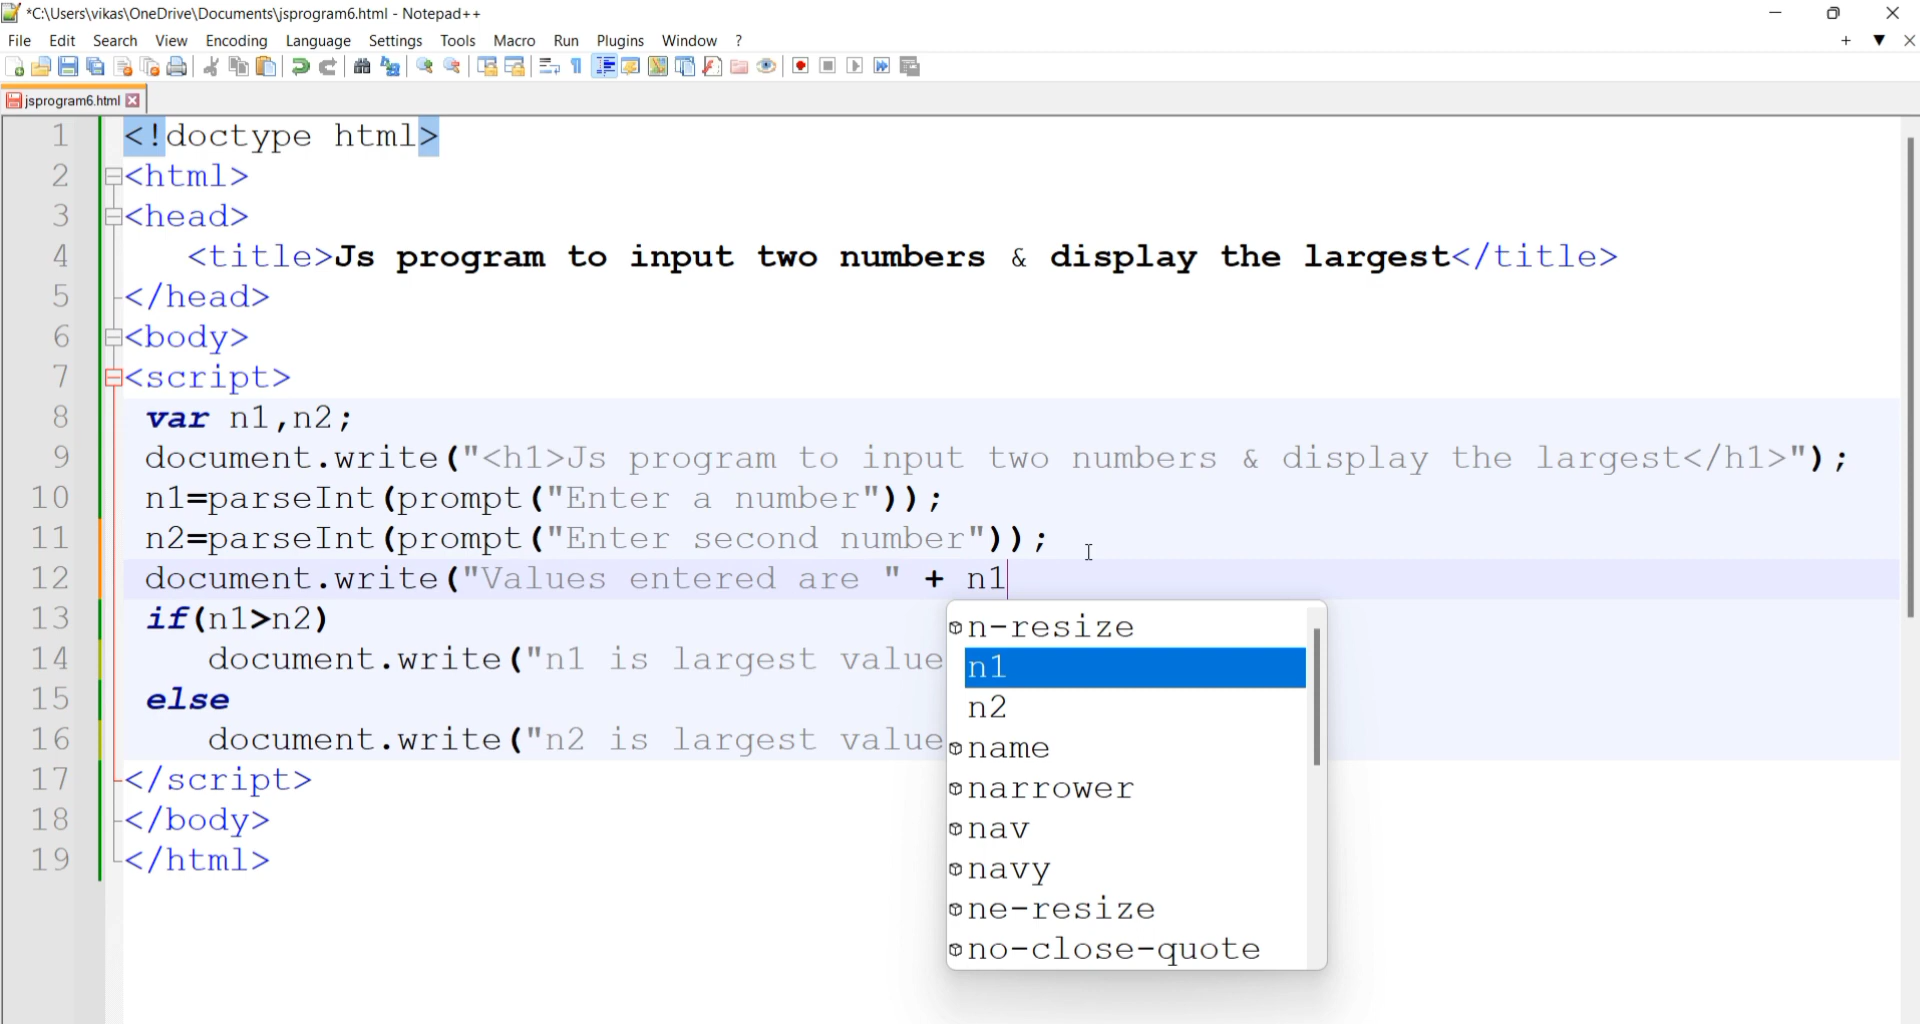 *C:\Users\vikas\OneDrive\Documents\jsprogram6.html - Notepad++
File Edit Search View Encoding Language Settings Tools Macro Run Plugins Window ?
jsprogram6.html
1 <!doctype html>
2 <html>
3 <head>
4 <title>Js program to input two numbers & display the largest</title>
5 </head>
6 <body>
7 <script>
8 var n1,n2;
9 document.write("<h1>Js program to input two numbers & display the largest</h1>");
10 n1=parseInt(prompt("Enter a number"));
11 n2=parseInt(prompt("Enter second number"));
12 document.write("Values entered are " + n1
13 if(n1>n2)
14 document.write("n1 is largest value
15 else
16 document.write("n2 is largest value
17 </script>
18 </body>
19 </html>
n-resize
n1
n2
name
narrower
nav
navy
ne-resize
no-close-quote